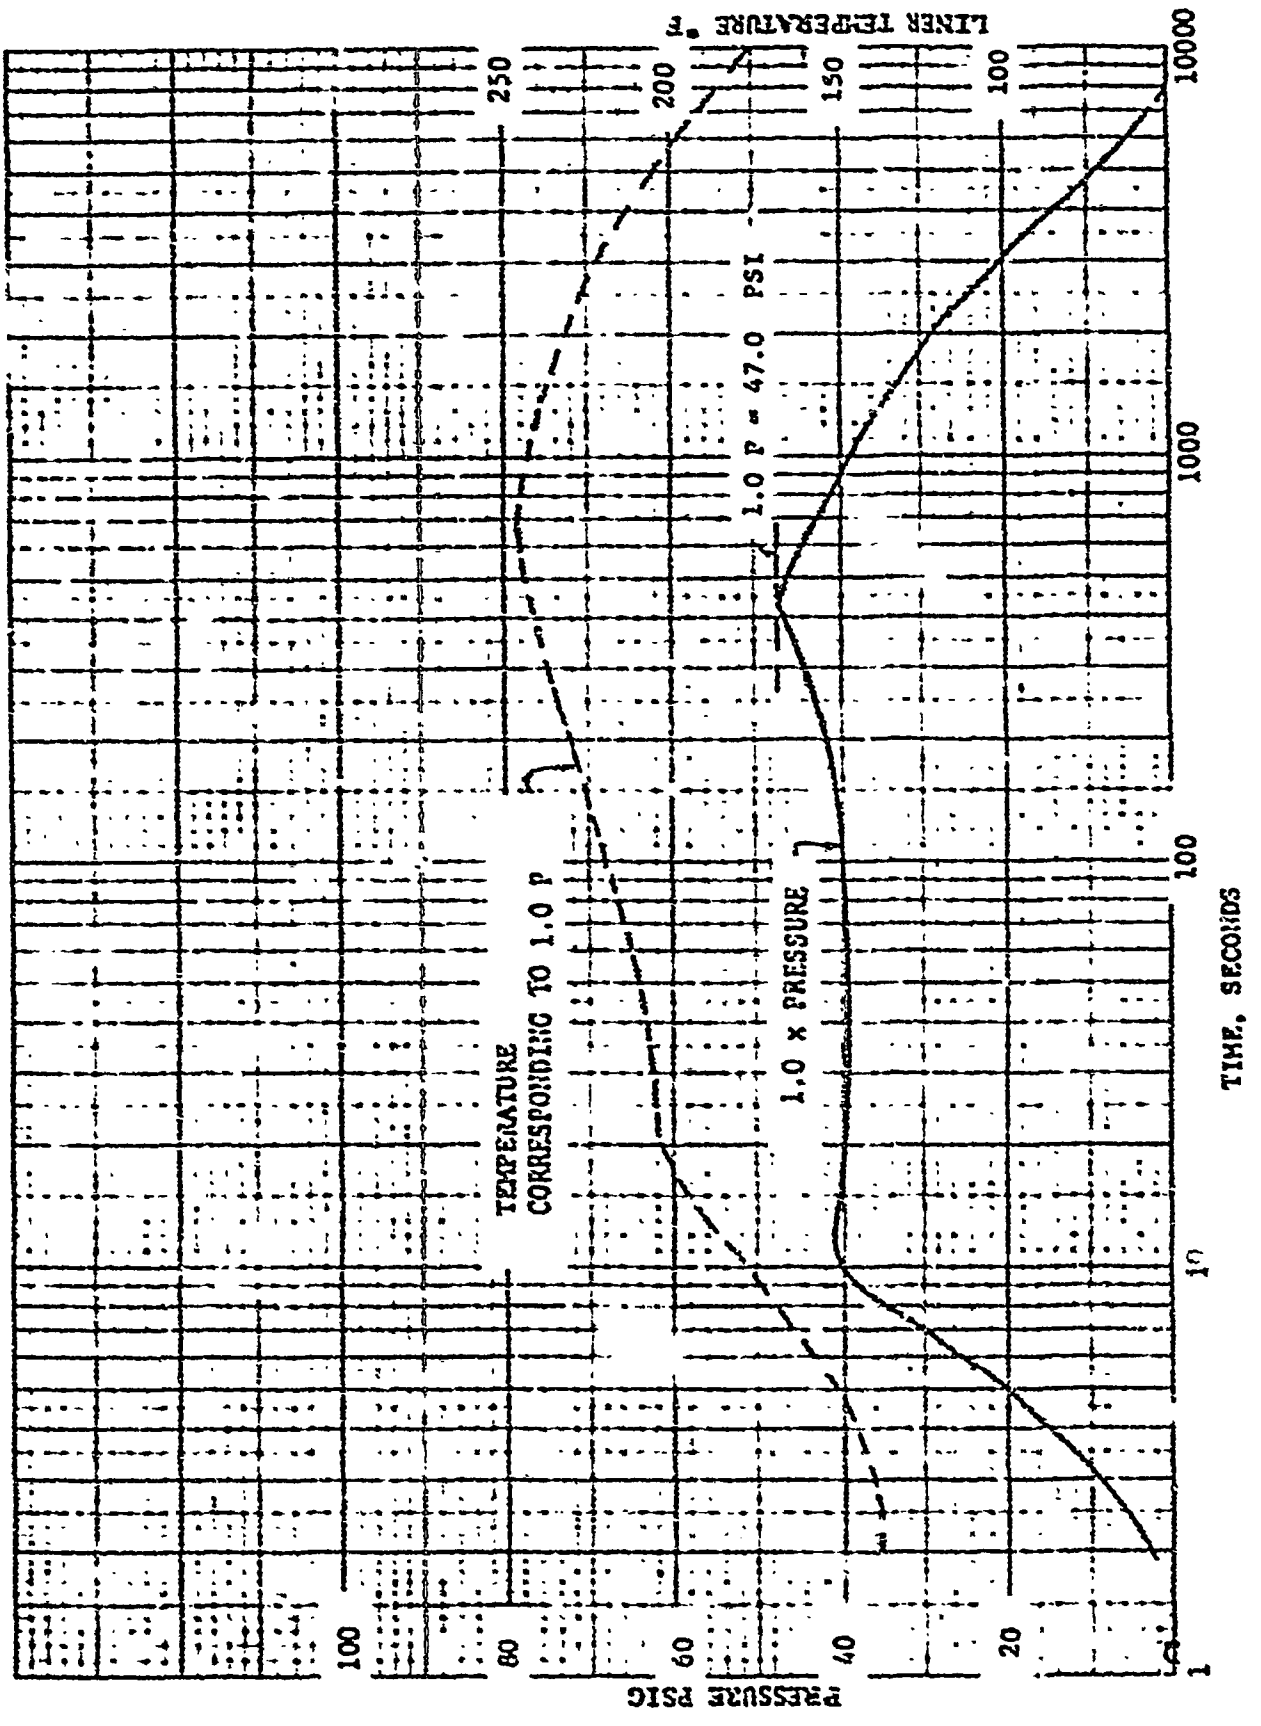 PRESSURE PSIG
100
80
60
40
20
TEMPERATURE
CORRESPONDING TO 1.0 P
1.0 X PRESSURE
1.0 P = 47.0 PSI
250
200
150
100
LINER TEMPERATURE °F
1
10
100
1000
10000
TIME, SECONDS